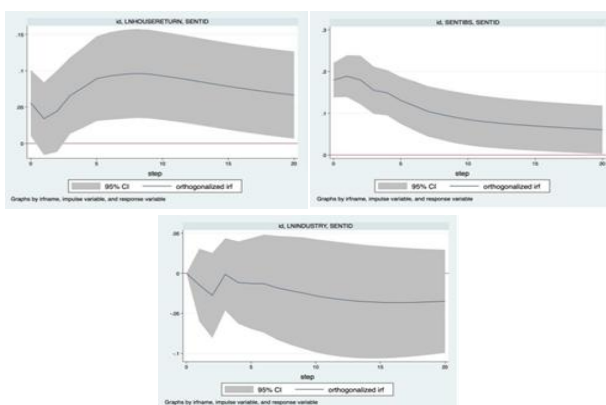 id, LNHOUSERETURN, SENTID
.15
.1
.05
0
0 5 10 15 20
step
95% CI orthogonalized irf
Graphs by irfname, impulse variable, and response variable
id, SENTIBS, SENTID
.3
.2
.1
0
0 5 10 15 20
step
95% CI orthogonalized irf
Graphs by irfname, impulse variable, and response variable
id, LNINDUSTRY, SENTID
.05
0
-.05
-.1
0 5 10 15 20
step
95% CI orthogonalized irf
Graphs by irfname, impulse variable, and response variable